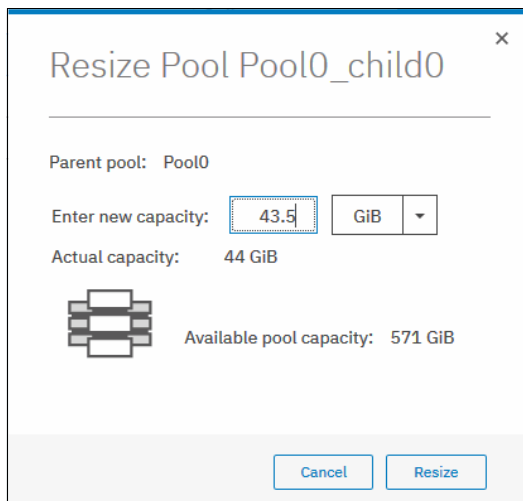 Resize Pool Pool0_child0
Parent pool: Pool0
Enter new capacity: 43.5 GiB
Actual capacity: 44 GiB
Available pool capacity: 571 GiB
Cancel Resize